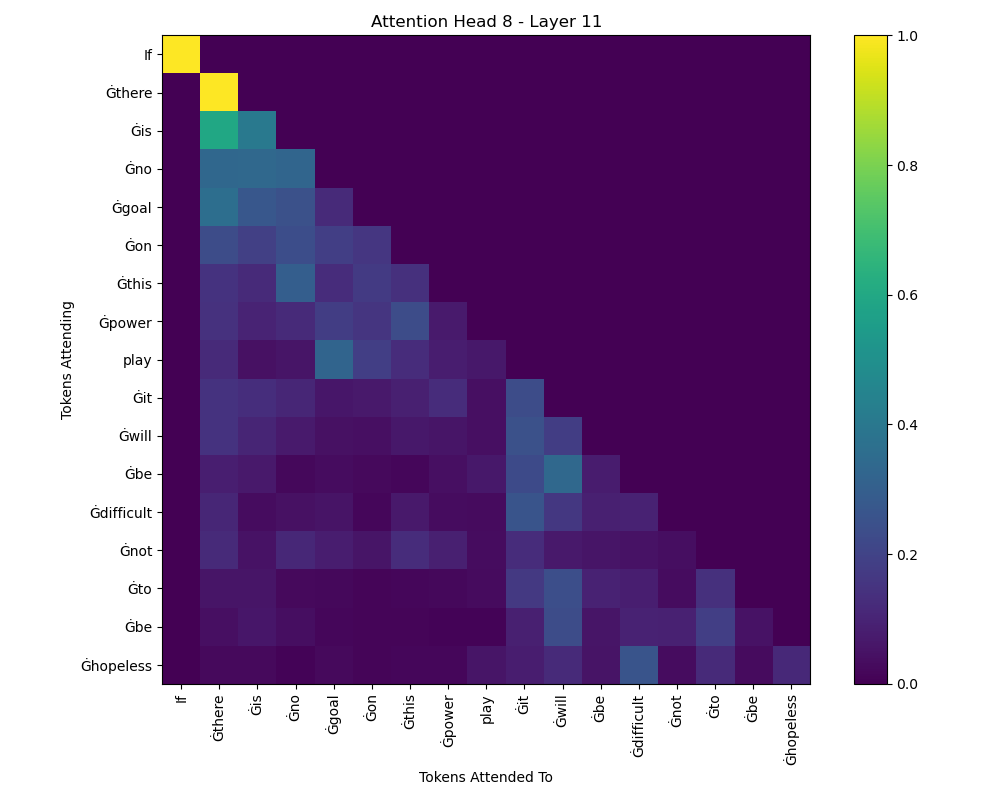 Attention Head 8 - Layer 11
Tokens Attending
If
Ġthere
Ġis
Ġno
Ġgoal
Ġon
Ġthis
Ġpower
play
Ġit
Ġwill
Ġbe
Ġdifficult
Ġnot
Ġto
Ġbe
Ġhopeless
If
Ġthere
Ġis
Ġno
Ġgoal
Ġon
Ġthis
Ġpower
play
Ġit
Ġwill
Ġbe
Ġdifficult
Ġnot
Ġto
Ġbe
Ġhopeless
Tokens Attended To
1.0
0.8
0.6
0.4
0.2
0.0